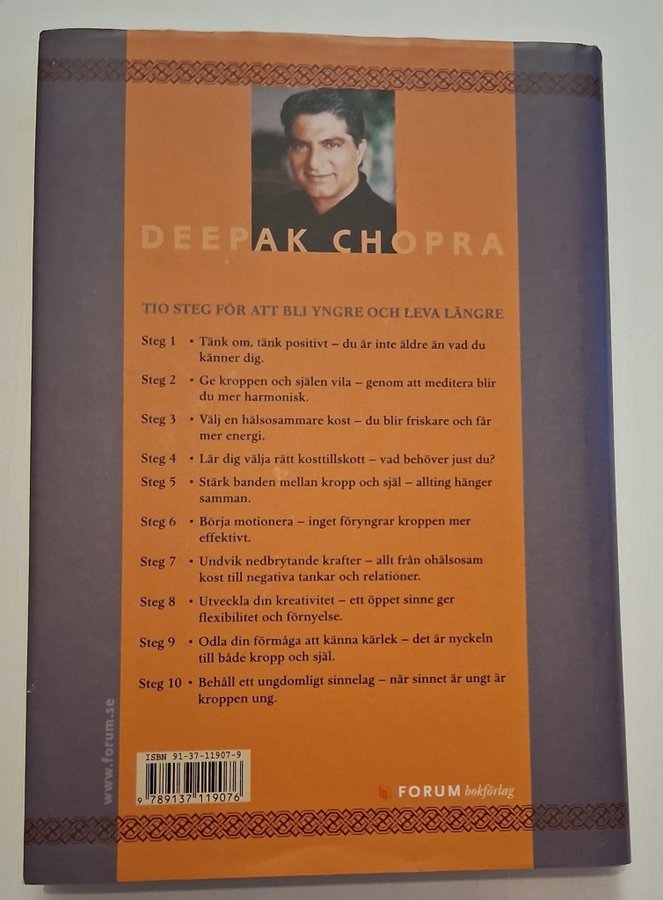 DEEPAK CHOPRA
TIO STEG FÖR ATT BLI YNGRE OCH LEVA LÄNGRE
Steg 1 • Tänk om, tänk positivt – du är inte äldre än vad du
känner dig.
Steg 2 • Ge kroppen och själen vila – genom att meditera blir
du mer harmonisk.
Steg 3 • Välj en hälsosammare kost – du blir friskare och får
mer energi.
Steg 4 • Lär dig välja rätt kosttillskott – vad behöver just du?
Steg 5 • Stärk banden mellan kropp och själ – allting hänger
samman.
Steg 6 • Börja motionera – inget föryngrar kroppen mer
effektivt.
Steg 7 • Undvik nedbrytande krafter – allt från ohälsosam
kost till negativa tankar och relationer.
Steg 8 • Utveckla din kreativitet – ett öppet sinne ger
flexibilitet och förnyelse.
Steg 9 • Odla din förmåga att känna kärlek – det är nyckeln
till både kropp och själ.
Steg 10 • Behåll ett ungdomligt sinnelag – när sinnet är ungt är
kroppen ung.
www.forum.se
ISBN 91-37-11907-9
9 789137 119076
FORUM bokförlag